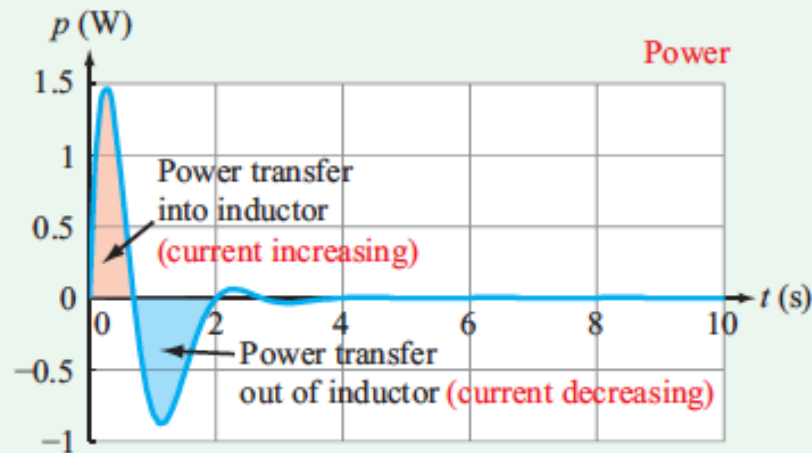 p (W)
Power
1.5
1
Power transfer
into inductor
0.5
(current increasing)
0
t (s)
0 2 4 6 8 10
−0.5
Power transfer
out of inductor (current decreasing)
−1